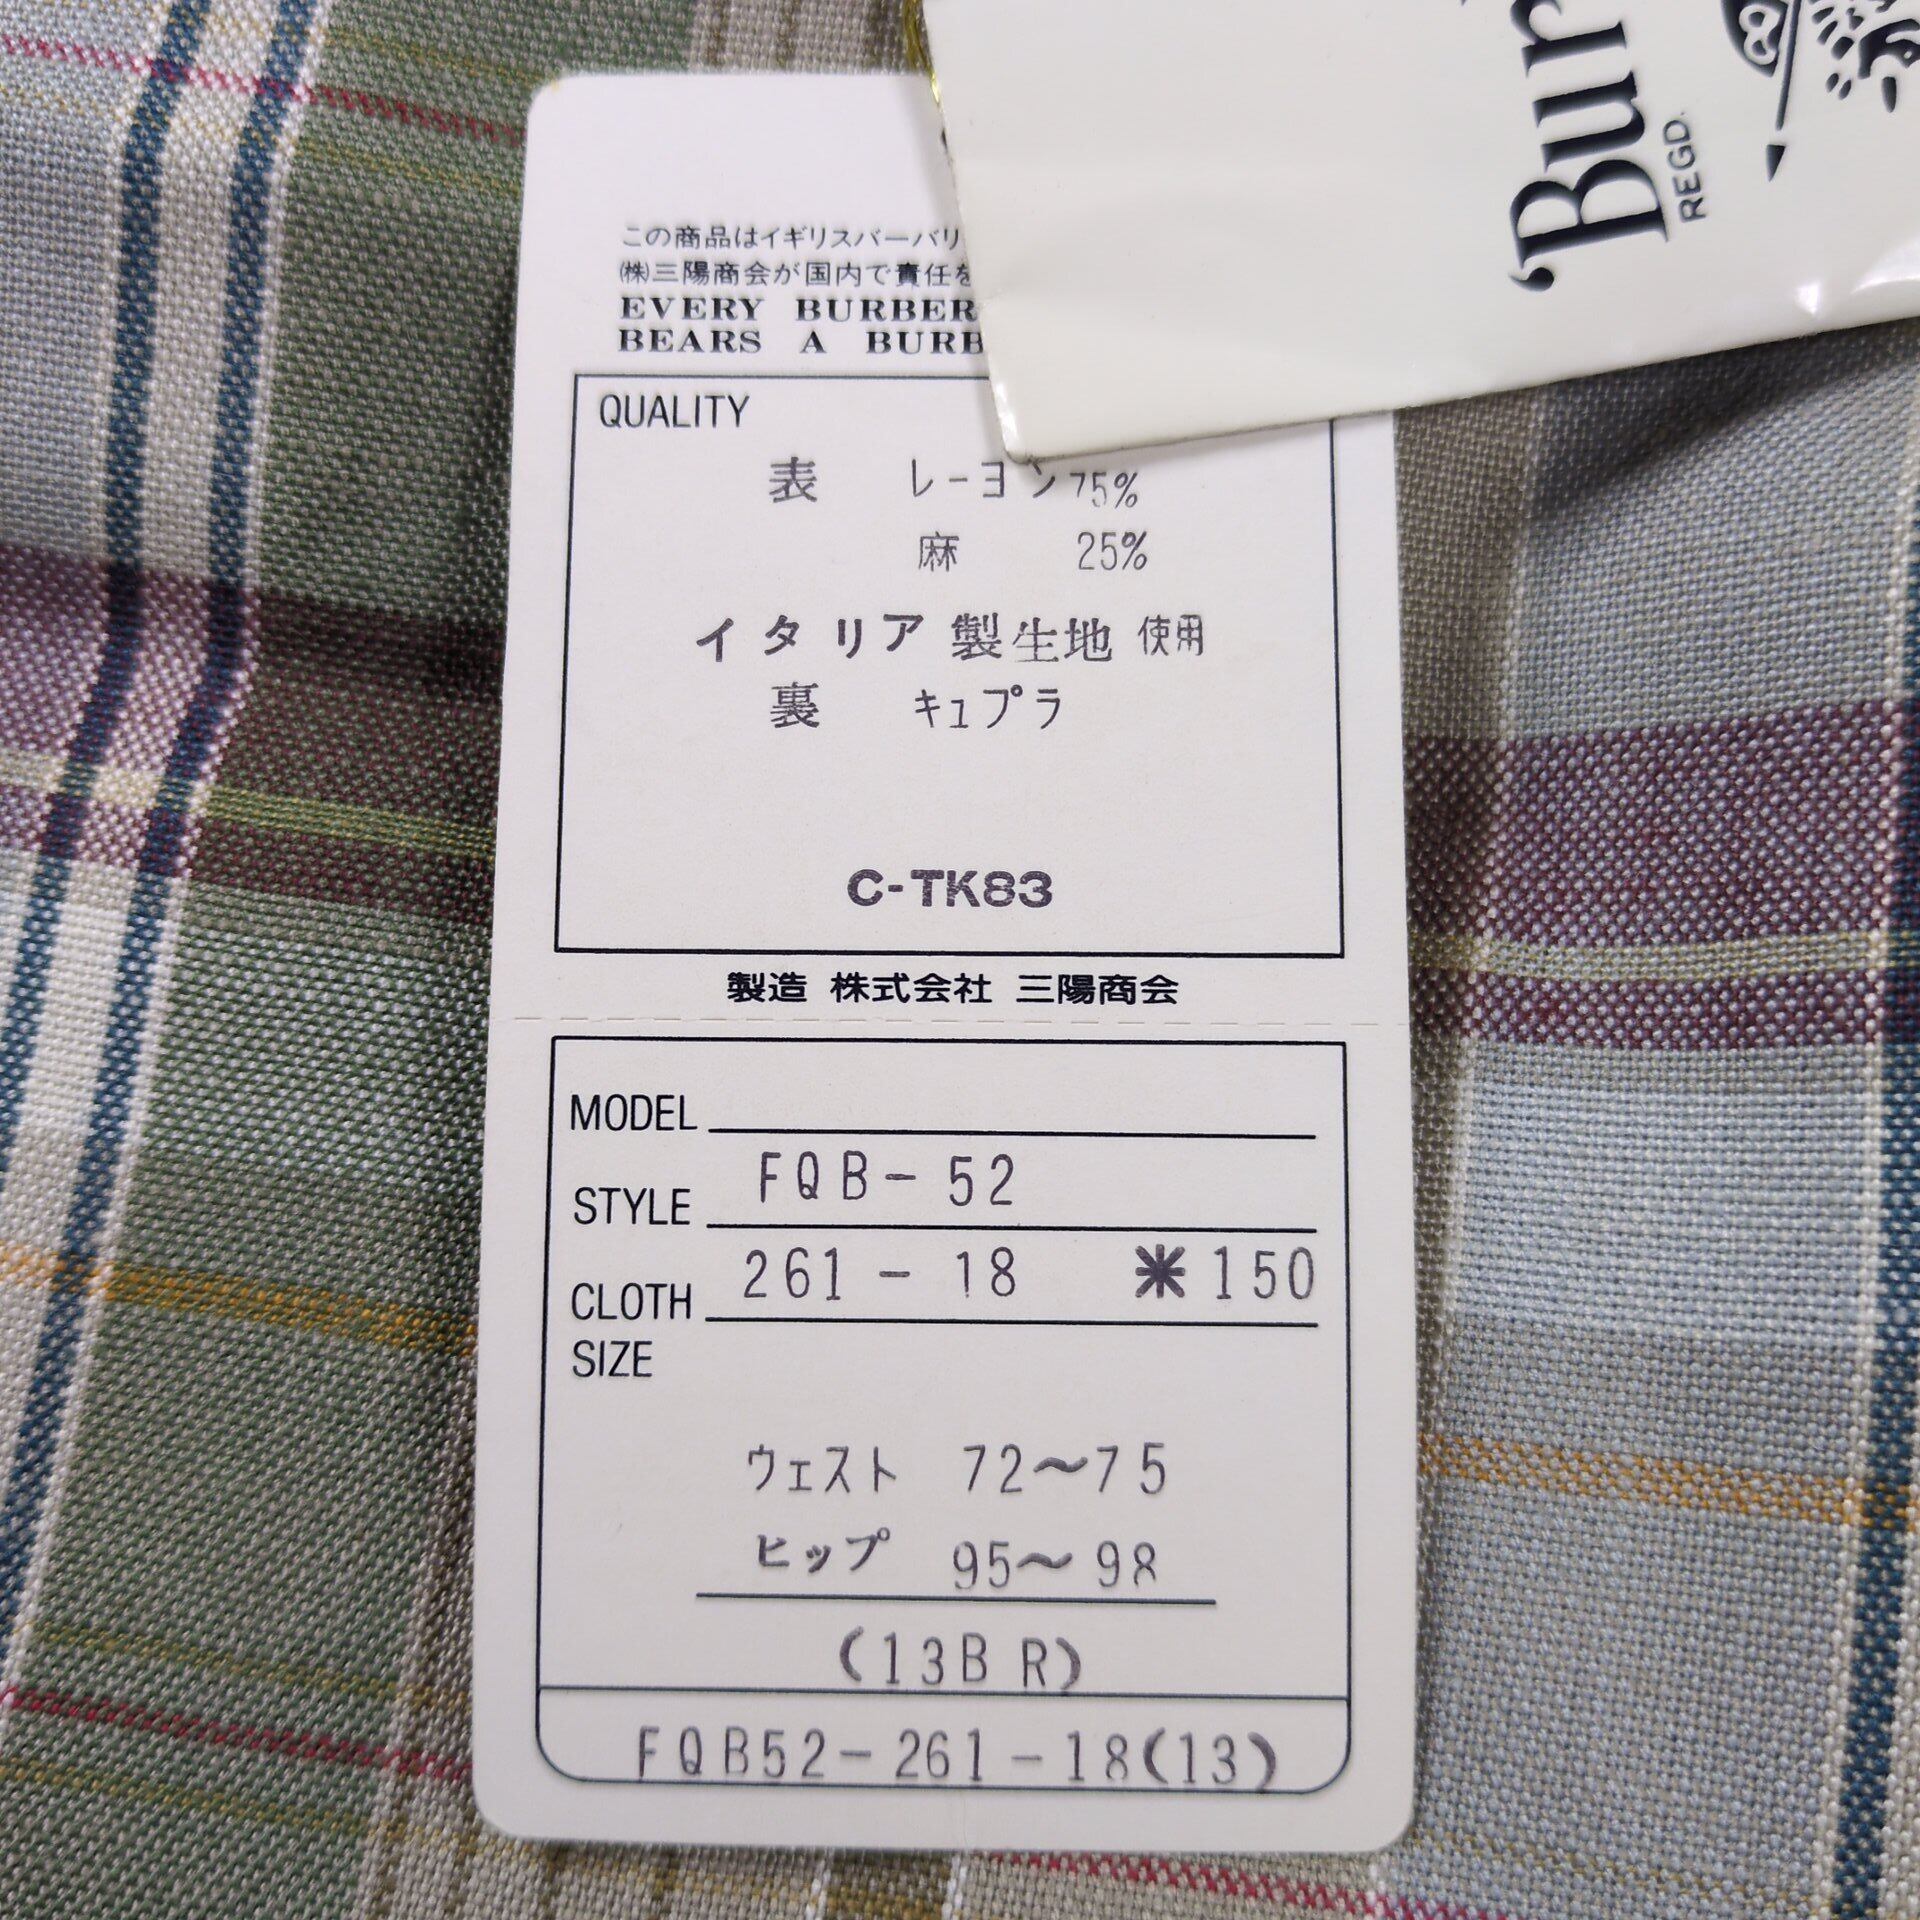 'Bur
REGD.
この商品はイギリスバーバリ
㈱三陽商会が国内で責任を
EVERY BURBER
BEARS A BURB
QUALITY
表 レーヨン75%
麻 25%
イタリア製生地使用
裏 キュプラ
C-TK83
製造 株式会社 三陽商会
MODEL
FQB-52
STYLE
261-18 ✳150
CLOTH
SIZE
ウェスト 72～75
ヒップ 95～98
(13BR)
FQB52-261-18(13)